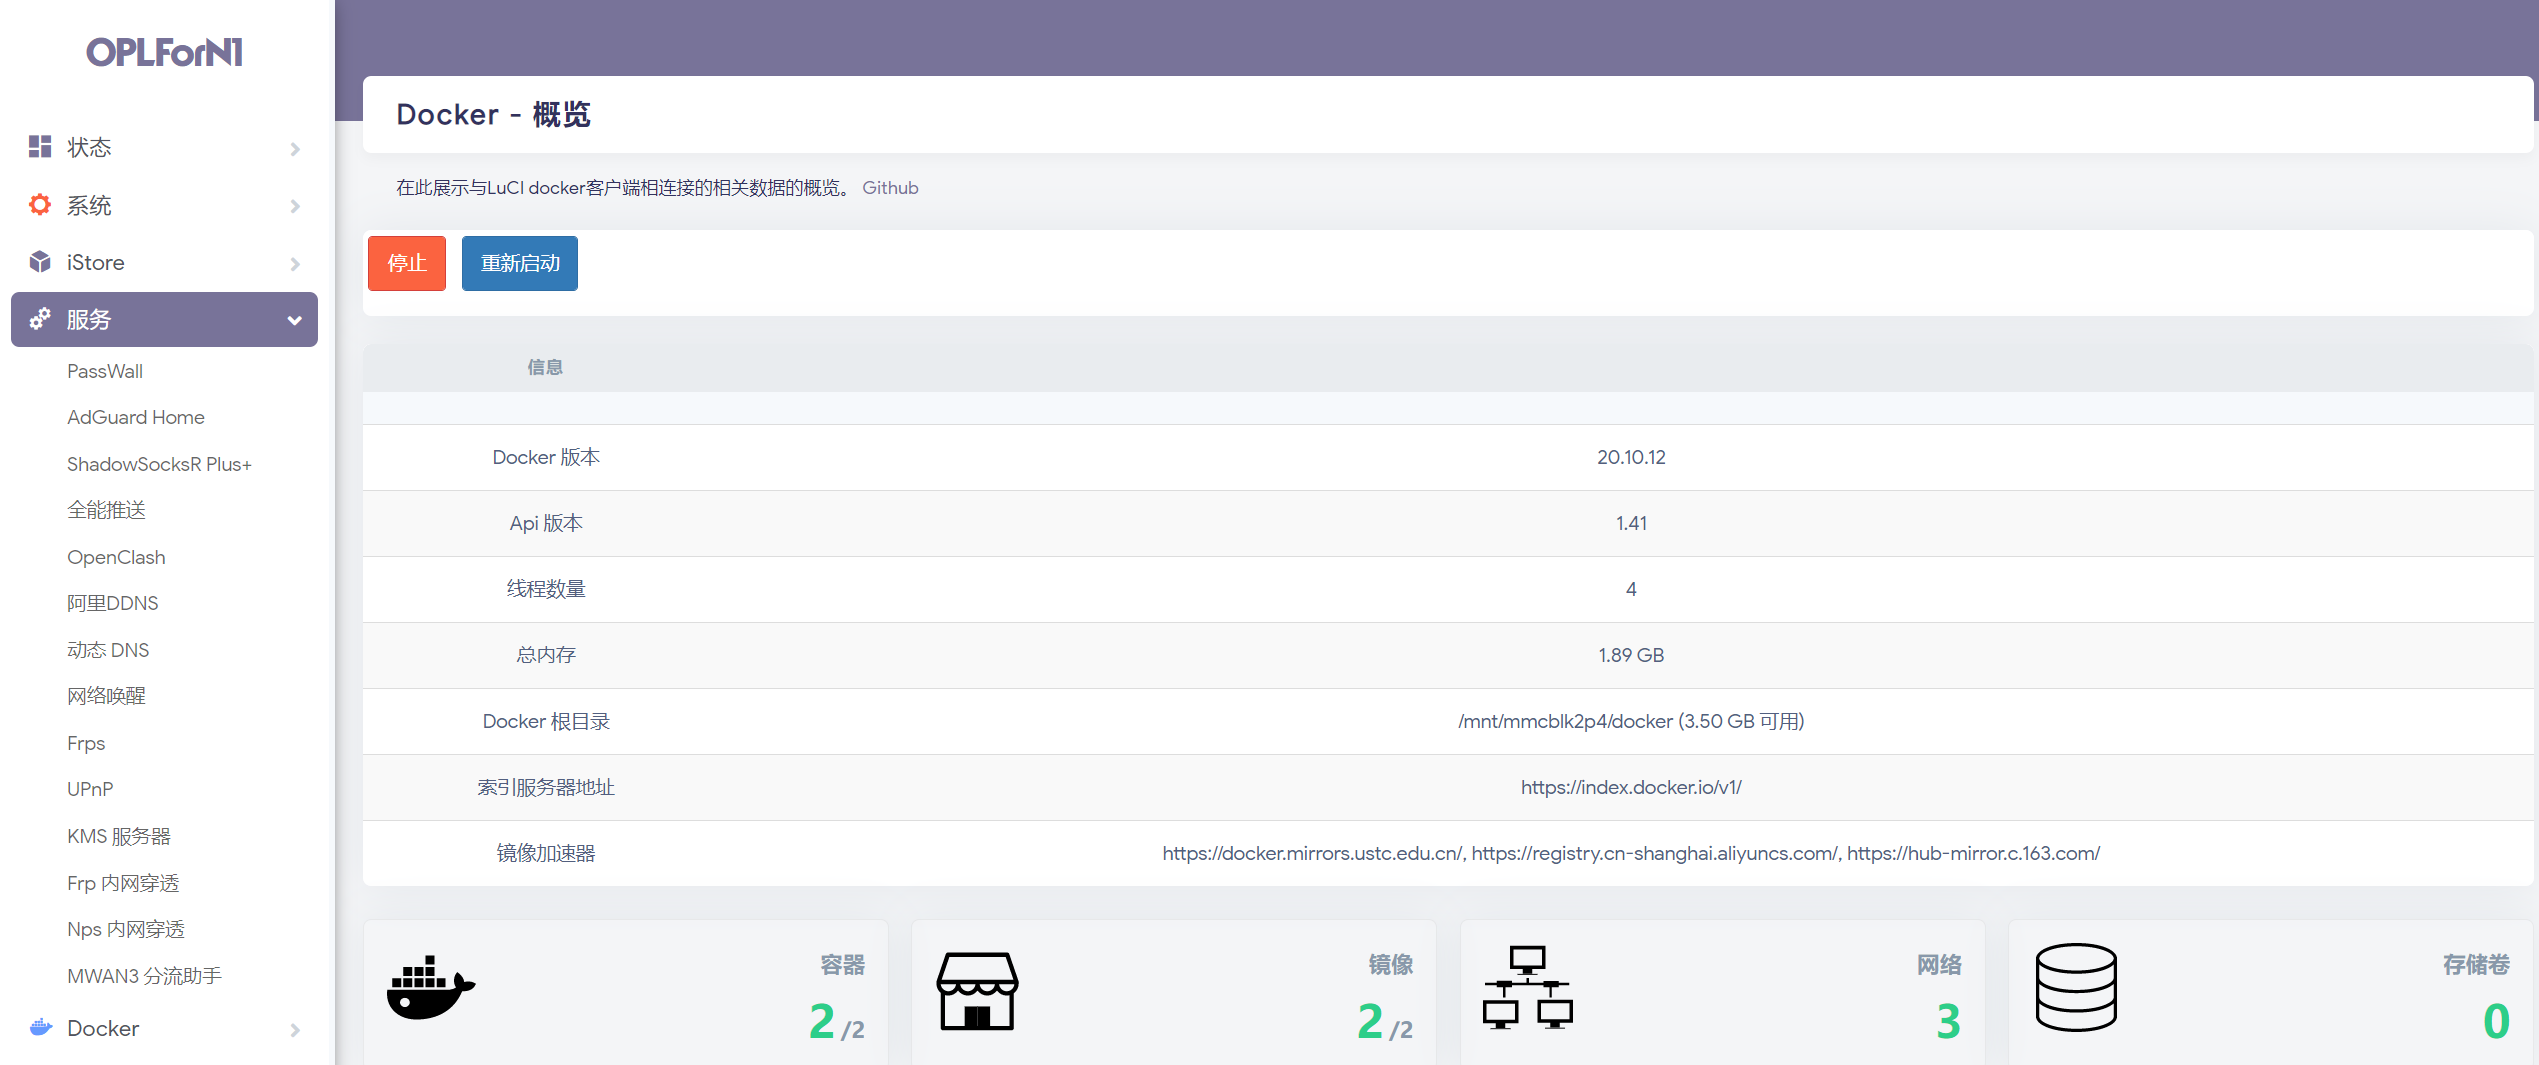 OPLForN1
状态
系统
iStore
服务
PassWall
AdGuard Home
ShadowSocksR Plus+
全能推送
OpenClash
阿里DDNS
动态 DNS
网络唤醒
Frps
UPnP
KMS 服务器
Frp 内网穿透
Nps 内网穿透
MWAN3 分流助手
Docker
Docker - 概览
在此展示与LuCI docker客户端相连接的相关数据的概览。 Github
停止 重新启动
信息
Docker 版本 20.10.12
Api 版本 1.41
线程数量 4
总内存 1.89 GB
Docker 根目录 /mnt/mmcblk2p4/docker (3.50 GB 可用)
索引服务器地址 https://index.docker.io/v1/
镜像加速器 https://docker.mirrors.ustc.edu.cn/, https://registry.cn-shanghai.aliyuncs.com/, https://hub-mirror.c.163.com/
容器
2 /2
镜像
2 /2
网络
3
存储卷
0